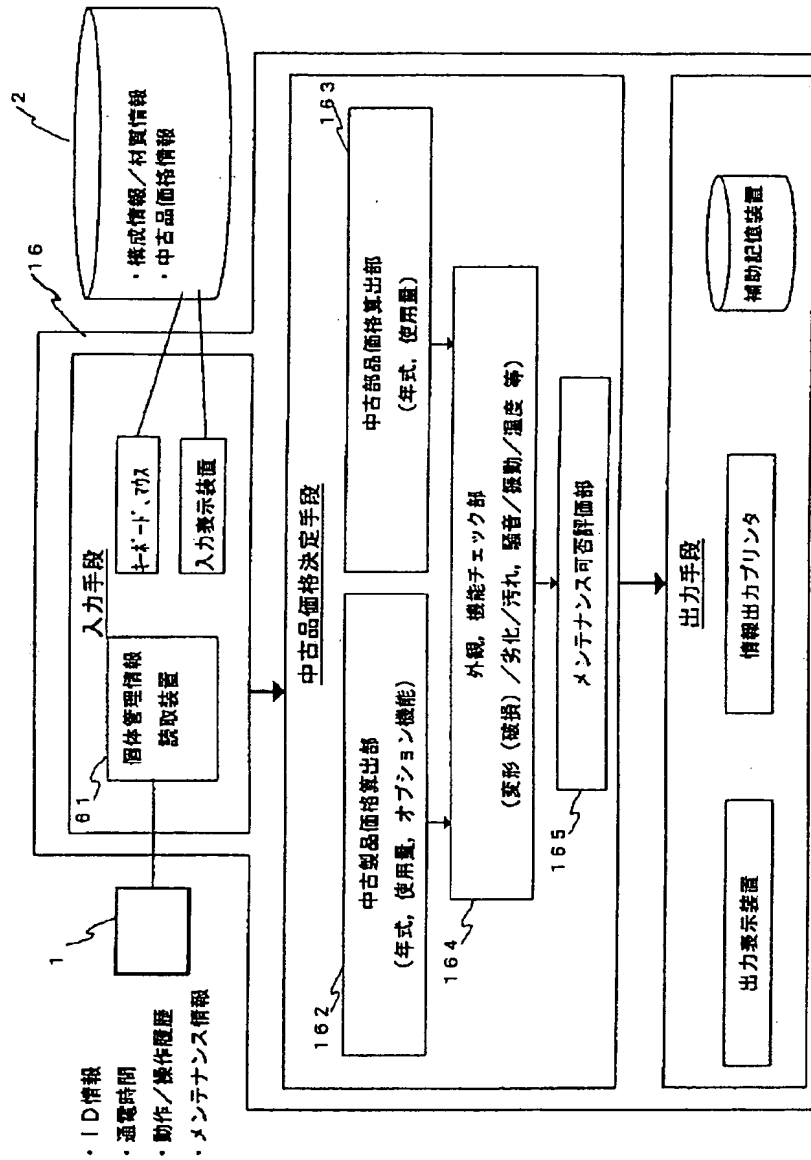 ・ID情報
・通電時間
・動作／操作履歴
・メンテナンス情報
1
61
個体管理情報
読取装置
入力手段
キーボード、マウス
入力表示装置
16
2
・構成情報／材質情報
・中古品価格情報
中古品価格決定手段
162
中古製品価格算出部
(年式，使用量，オプション機能)
163
中古部品価格算出部
(年式，使用量)
164
外観，機能チェック部
(変形（破損）／劣化／汚れ，騒音／振動／温度 等)
165
メンテナンス可否評価部
出力手段
出力表示装置
情報出力プリンタ
補助記憶装置